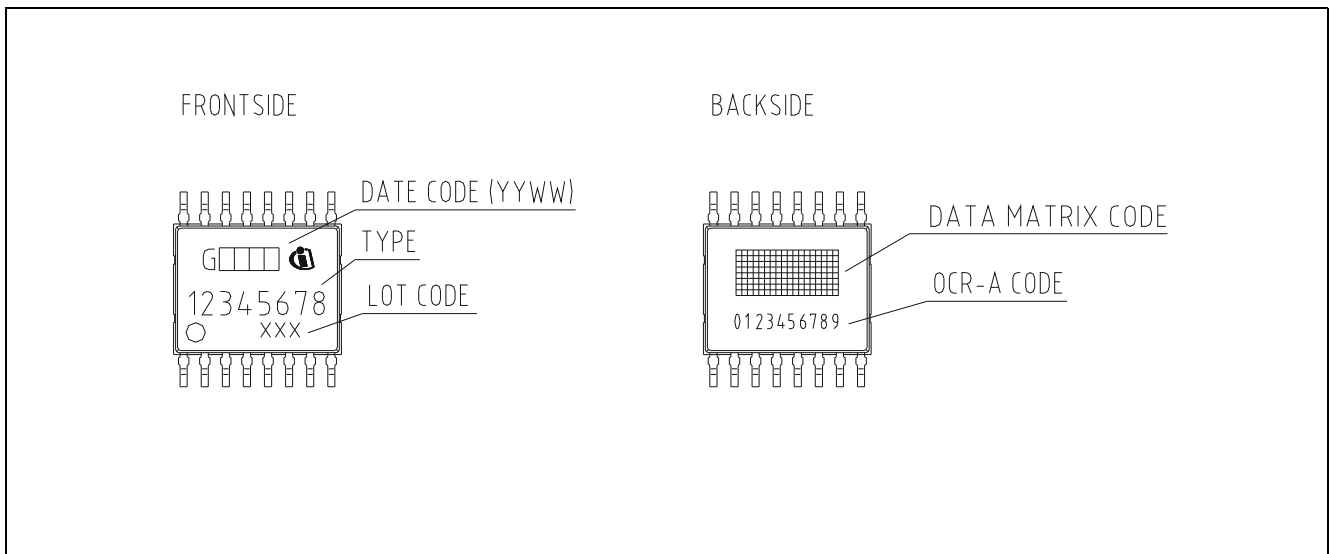 FRONTSIDE
DATE CODE (YYWW)
TYPE
LOT CODE
G
12345678
XXX
BACKSIDE
DATA MATRIX CODE
OCR-A CODE
0123456789